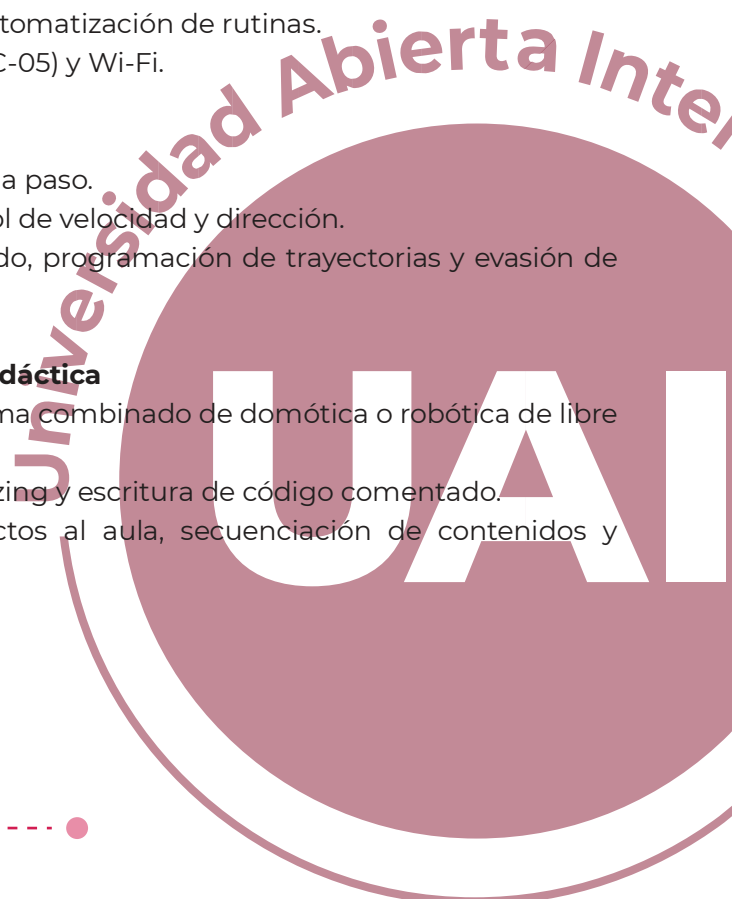 Universidad Abierta Inter
tomatización de rutinas.
C-05) y Wi-Fi.
a paso.
ol de velocidad y dirección.
do, programación de trayectorias y evasión de
dáctica
ma combinado de domótica o robótica de libre
zing y escritura de código comentado.
ctos al aula, secuenciación de contenidos y
UAI